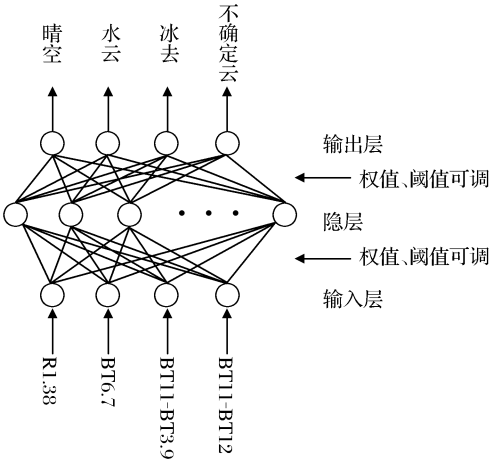 晴空
水云
冰去
不确定云
输出层
权值、阈值可调
隐层
权值、阈值可调
输入层
R1.38
BT6.7
BT11-BT3.9
BT11-BT12